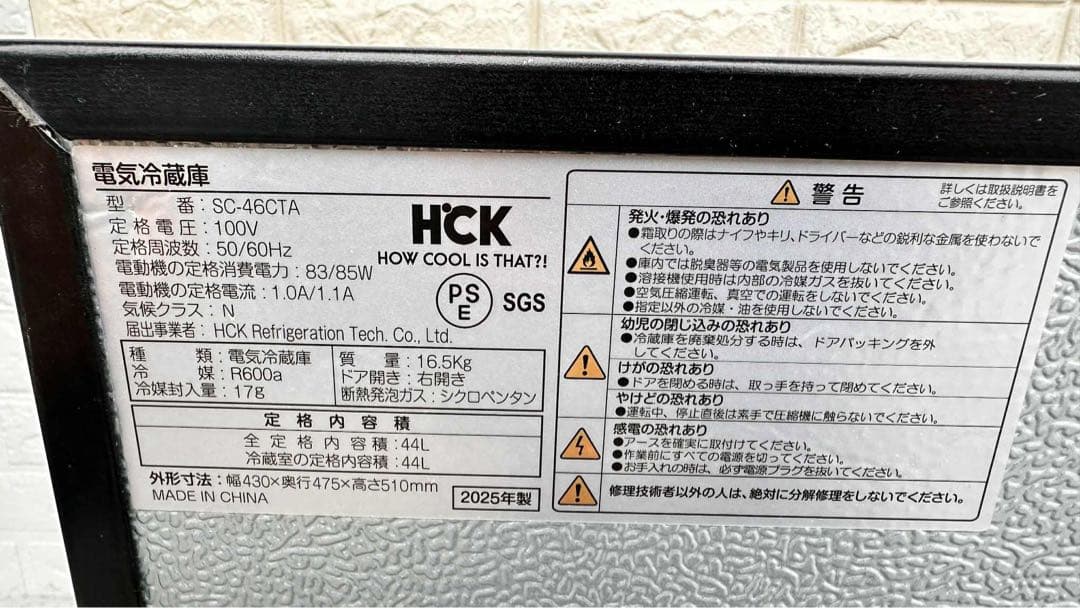 電気冷蔵庫
型 番：SC-46CTA
定格電圧：100V
定格周波数：50/60Hz
電動機の定格消費電力：83/85W
電動機の定格電流：1.0A/1.1A
気候クラス：N
届出事業者：HCK Refrigeration Tech. Co., Ltd.
HCK
HOW COOL IS THAT?!
PS
E
SGS
種 類：電気冷蔵庫
冷 媒：R600a
冷媒封入量：17g
質 量：16.5Kg
ドア開き：右開き
断熱発泡ガス：シクロペンタン
定格内容積
全定格内容積：44L
冷蔵室の定格内容積：44L
外形寸法：幅430×奥行475×高さ510mm
MADE IN CHINA
2025年製
警告
詳しくは取扱説明書を
ご参照ください。
発火・爆発の恐れあり
●霜取りの際はナイフやキリ、ドライバーなどの鋭利な金属を使わないで
ください。
●庫内では脱臭器等の電気製品を使用しないでください。
●溶接機使用時は内部の冷媒ガスを抜いてください。
●空気圧縮運転、真空での運転をしないでください。
●指定以外の冷媒・油を使用しないでください。
幼児の閉じ込みの恐れあり
●冷蔵庫を廃棄処分する時は、ドアパッキングを外
してください。
けがの恐れあり
●ドアを閉める時は、取っ手を持って閉めてください。
やけどの恐れあり
●運転中、停止直後は素手で圧縮機に触らないでください。
感電の恐れあり
●アースを確実に取付けてください。
●作業前にすべての電源を切ってください。
●お手入れの時は、必ず電源プラグを抜いてください。
修理技術者以外の人は、絶対に分解修理をしないでください。